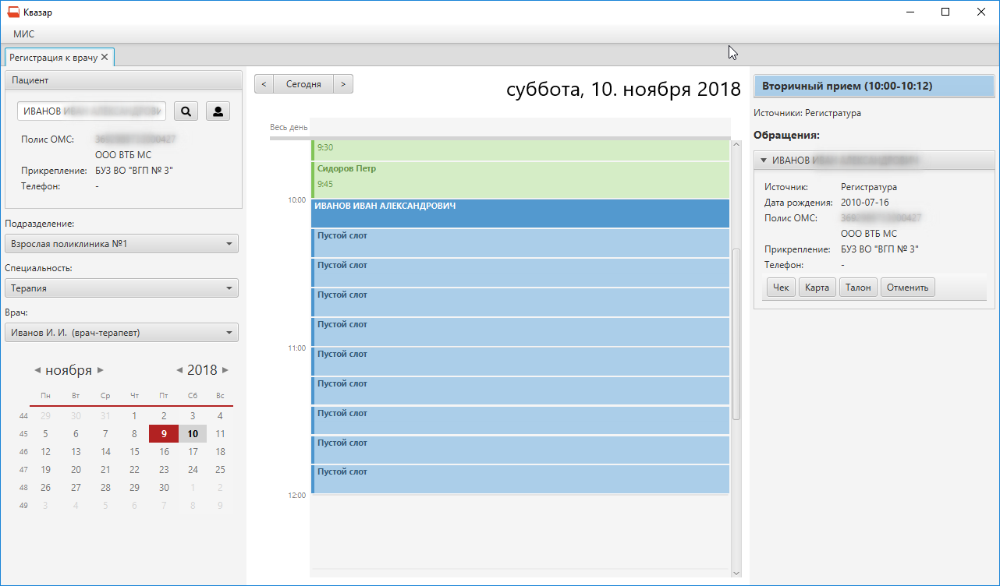 Квазар
МИС
Регистрация к врачу
Пациент
ИВАНОВ
Полис ОМС:
ООО ВТБ МС
Прикрепление: БУЗ ВО "ВГП № 3"
Телефон: -
Подразделение:
Взрослая поликлиника №1
Специальность:
Терапия
Врач:
Иванов И. И. (врач-терапевт)
ноября 2018
Пн Вт Ср Чт Пт Сб Вс
44 29 30 31 1 2 3 4
45 5 6 7 8 9 10 11
46 12 13 14 15 16 17 18
47 19 20 21 22 23 24 25
48 26 27 28 29 30 1 2
49 3 4 5 6 7 8 9
< Сегодня >
суббота, 10. ноября 2018
Весь день
9:30
Сидоров Петр
9:45
10:00
ИВАНОВ ИВАН АЛЕКСАНДРОВИЧ
Пустой слот
Пустой слот
Пустой слот
Пустой слот
11:00
Пустой слот
Пустой слот
Пустой слот
Пустой слот
Пустой слот
12:00
Вторичный прием (10:00-10:12)
Источники: Регистратура
Обращения:
ИВАНОВ
Источник: Регистратура
Дата рождения: 2010-07-16
Полис ОМС:
ООО ВТБ МС
Прикрепление: БУЗ ВО "ВГП № 3"
Телефон: -
Чек Карта Талон Отменить